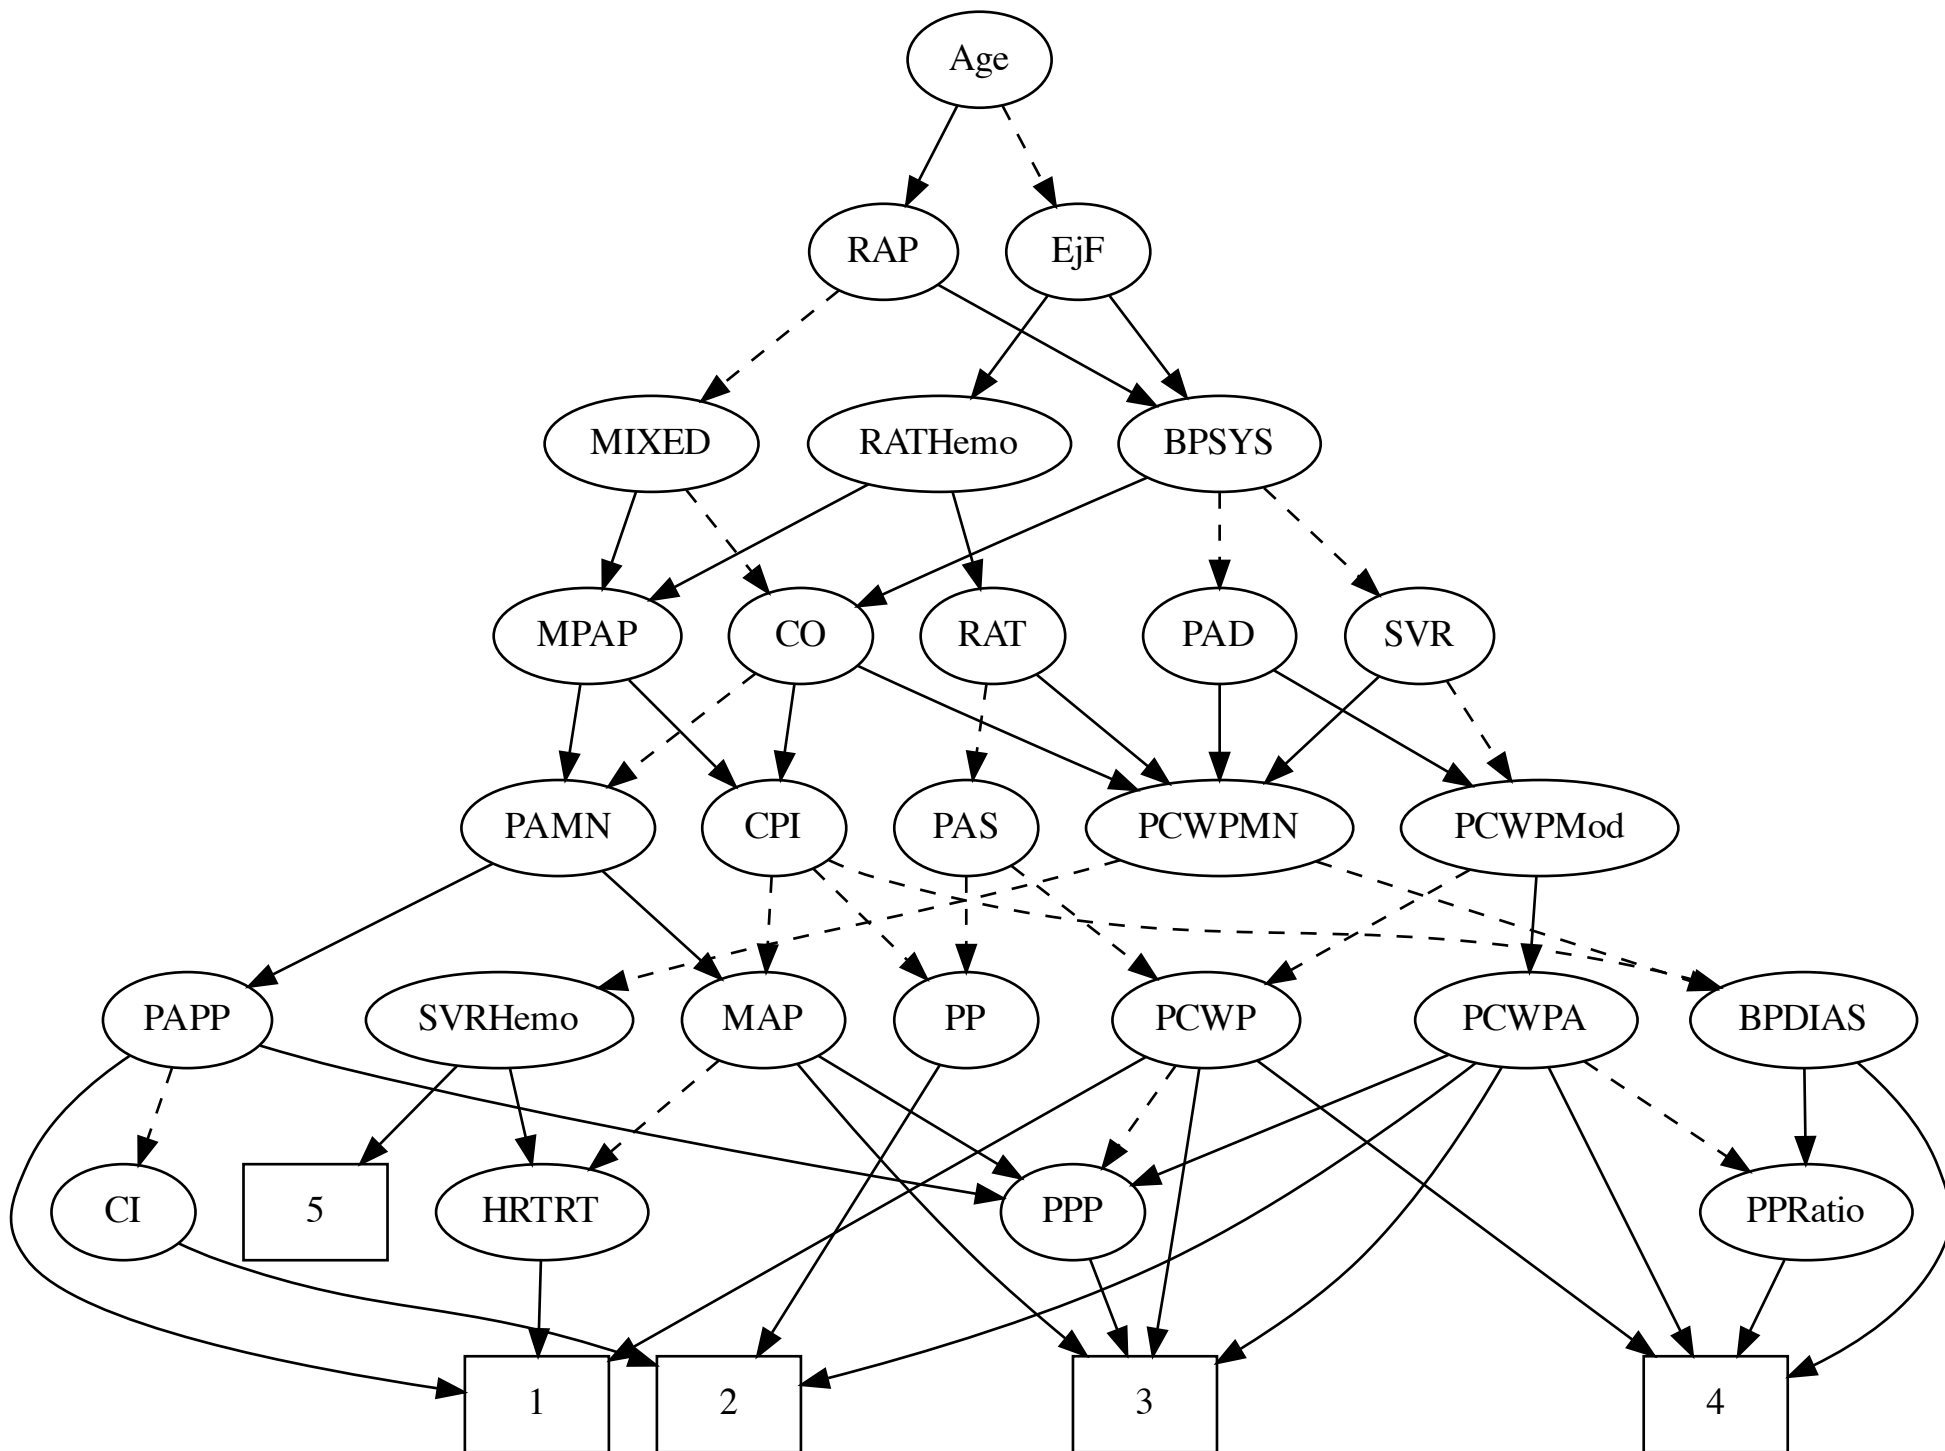 Age
RAP EjF
MIXED RATHemo BPSYS
MPAP CO RAT PAD SVR
PAMN CPI PAS PCWPMN PCWPMod
PAPP SVRHemo MAP PP PCWP PCWPA BPDIAS
CI 5 HRTRT PPP PPRatio
1 2 3 4